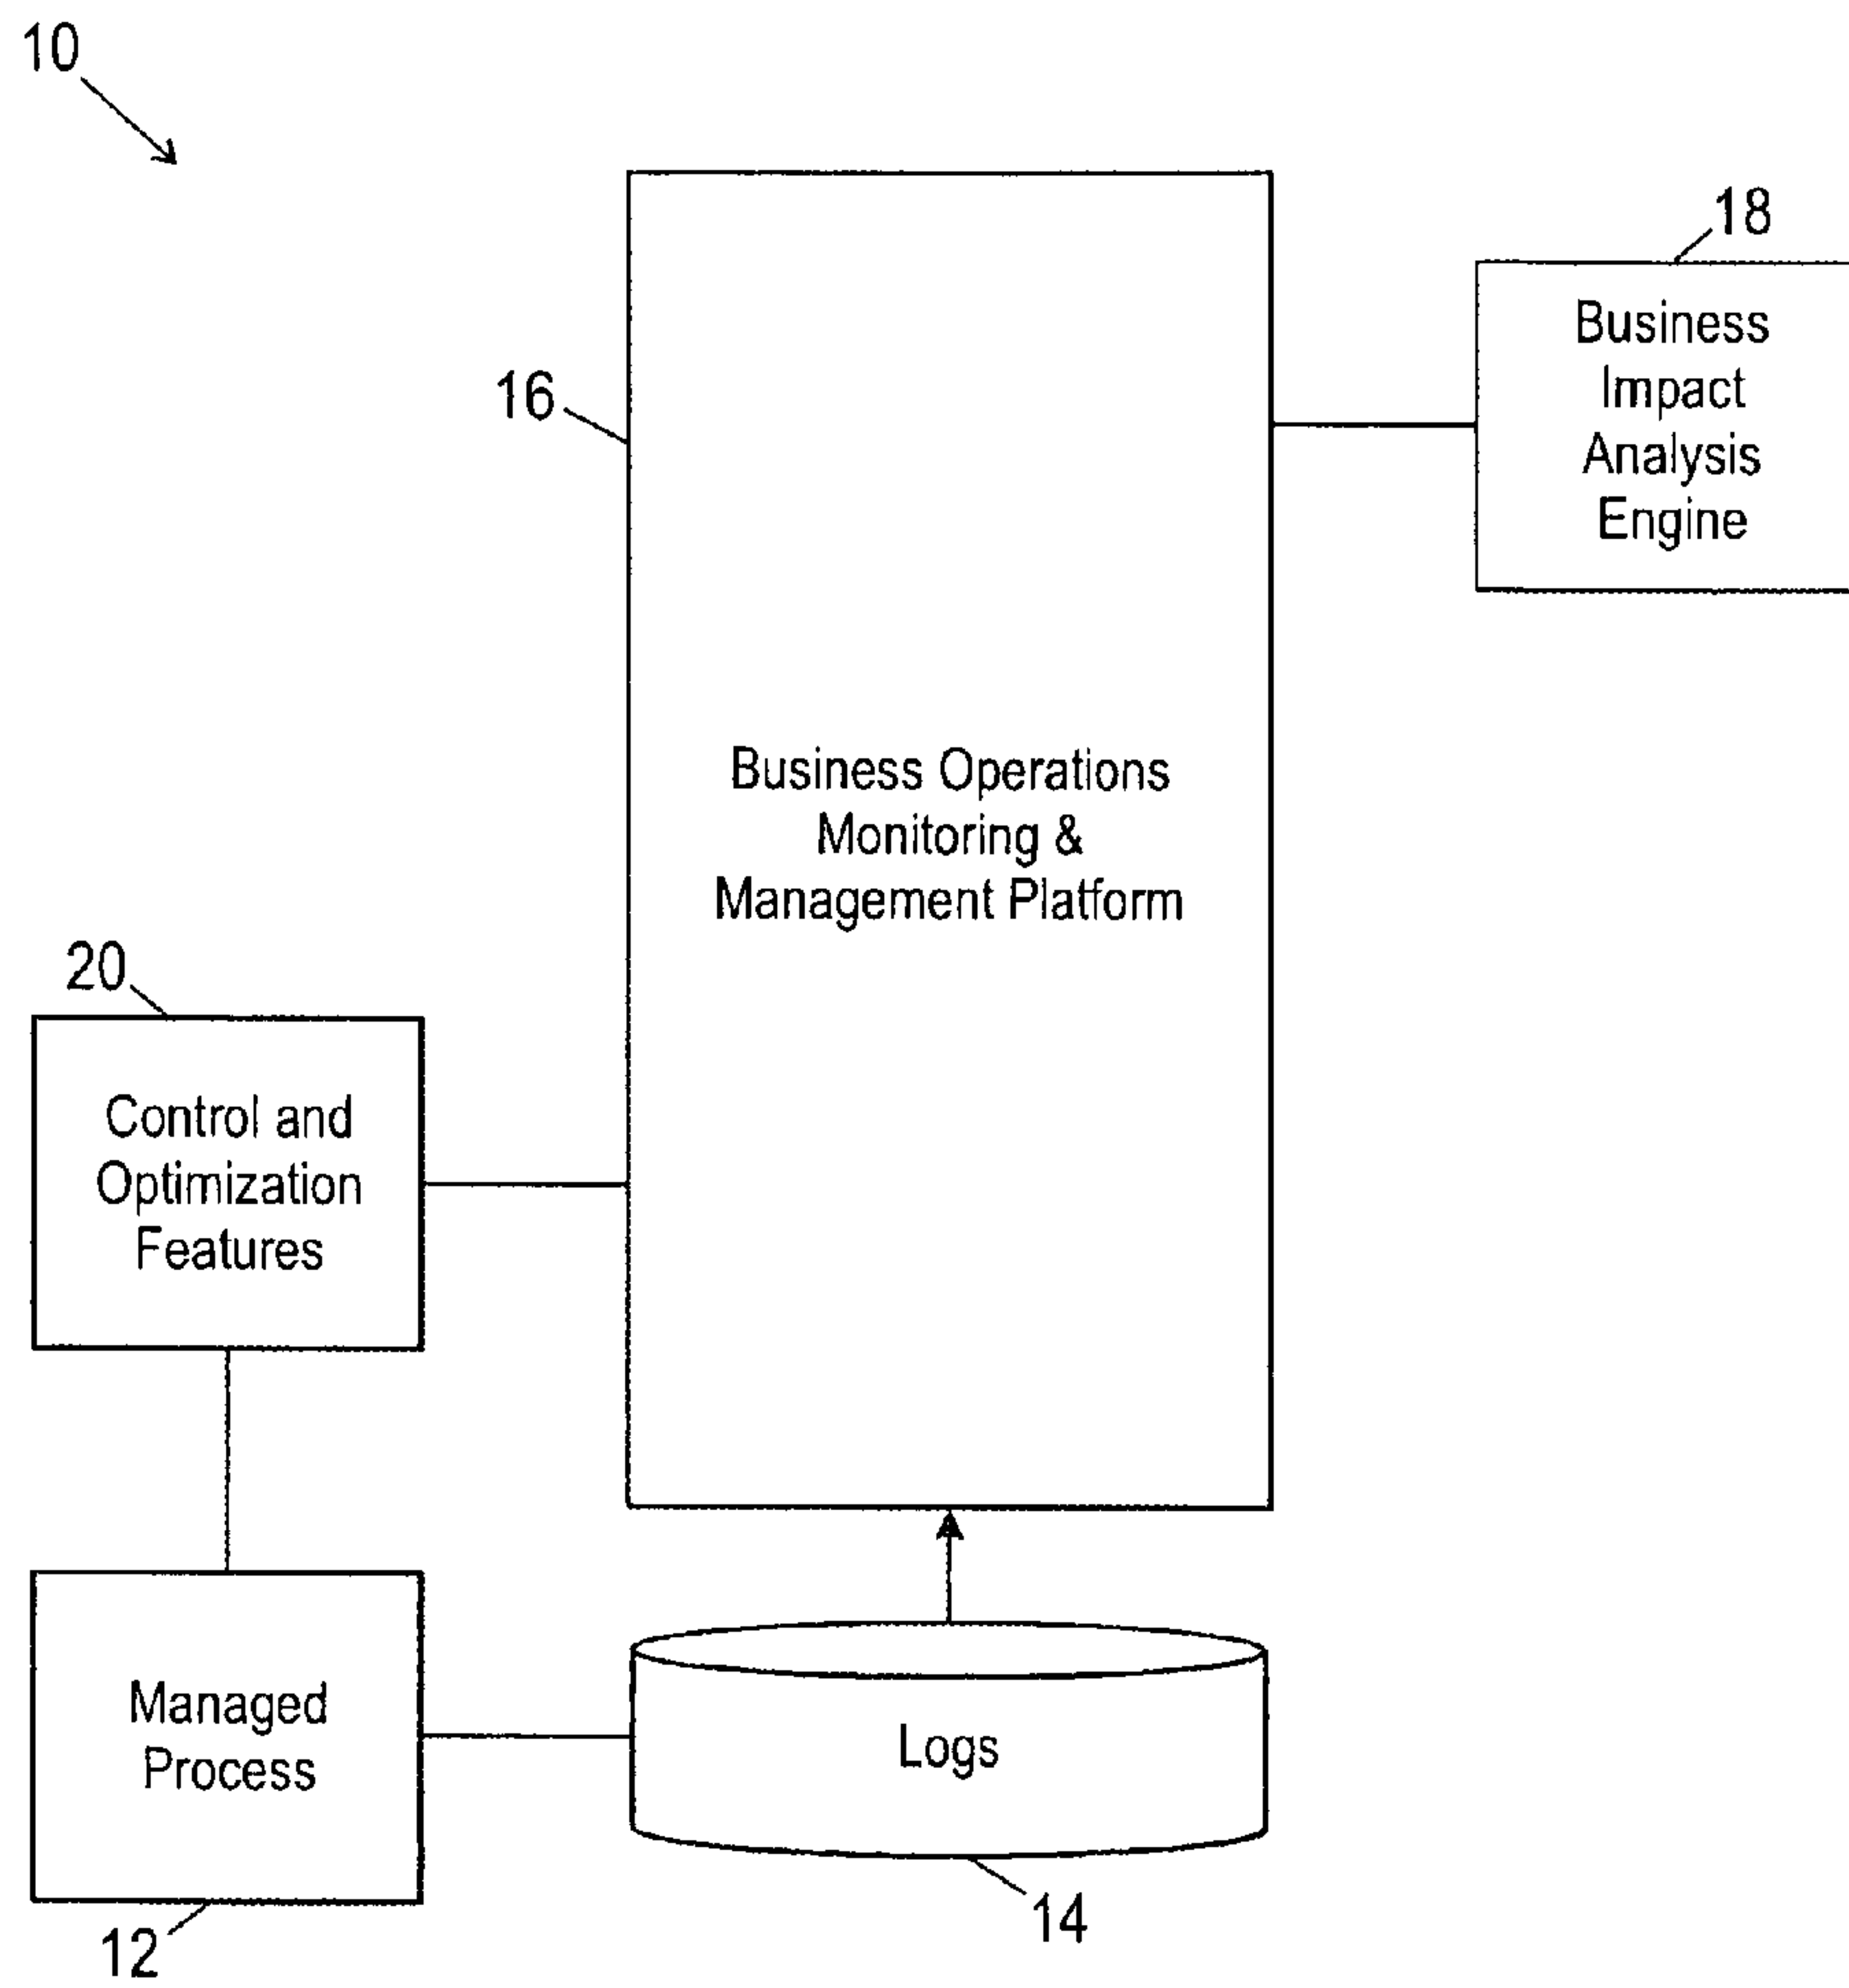 10
18
Business
Impact
Analysis
Engine
16
Business Operations
Monitoring &
Management Platform
20
Control and
Optimization
Features
Managed
Process
Logs
14
12